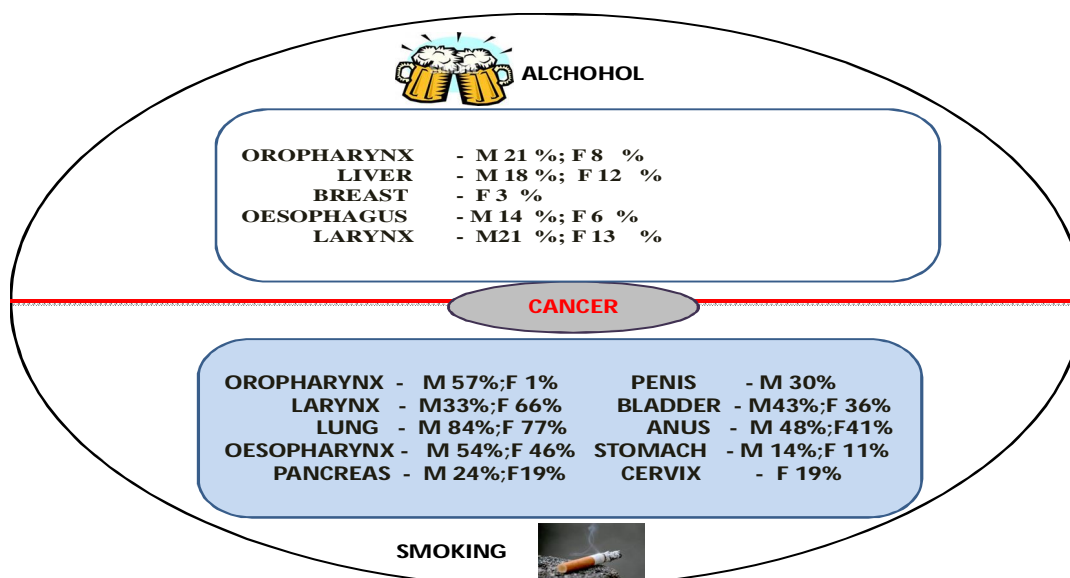 ALCHOHOL
OROPHARYNX - M 21 %; F 8 %
LIVER - M 18 %; F 12 %
BREAST - F 3 %
OESOPHAGUS - M 14 %; F 6 %
LARYNX - M21 %; F 13 %
CANCER
OROPHARYNX - M 57%;F 1% PENIS - M 30%
LARYNX - M33%;F 66% BLADDER - M43%;F 36%
LUNG - M 84%;F 77% ANUS - M 48%;F41%
OESOPHARYNX - M 54%;F 46% STOMACH - M 14%;F 11%
PANCREAS - M 24%;F19% CERVIX - F 19%
SMOKING